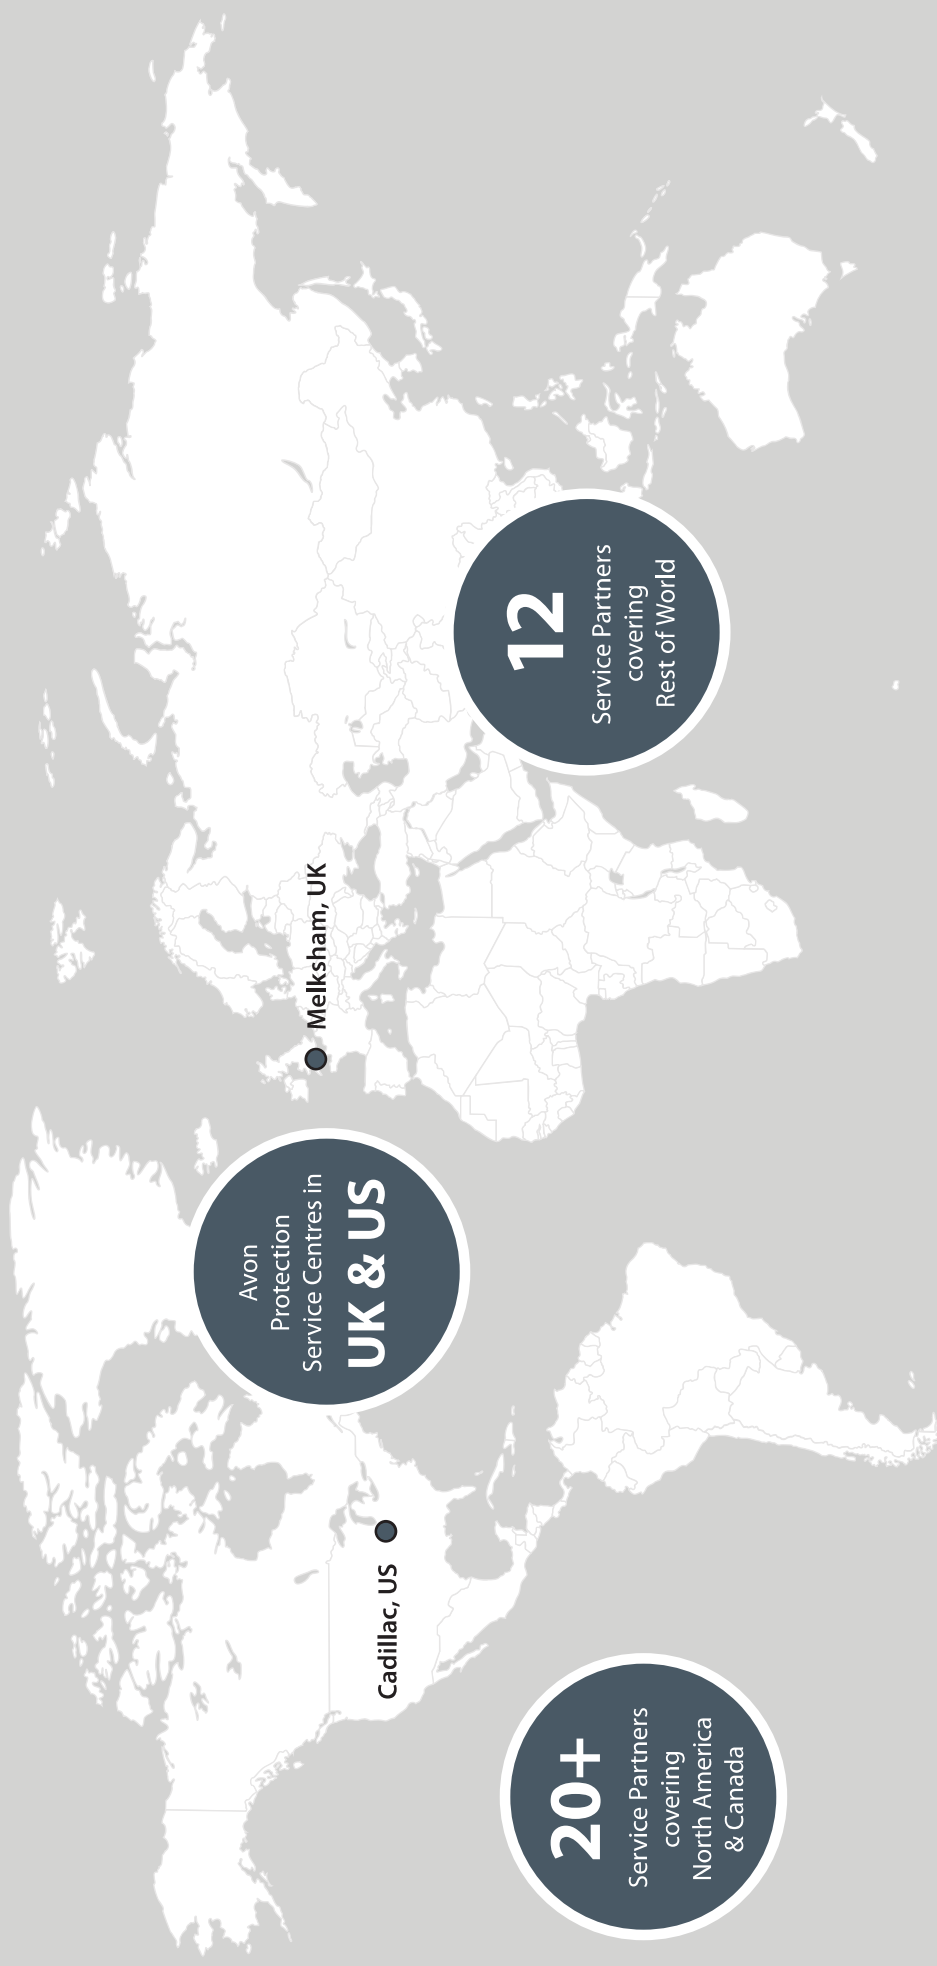 Avon
Protection
Service Centres in
UK & US
Melksham, UK
Cadillac, US
20+
Service Partners
covering
North America
& Canada
12
Service Partners
covering
Rest of World